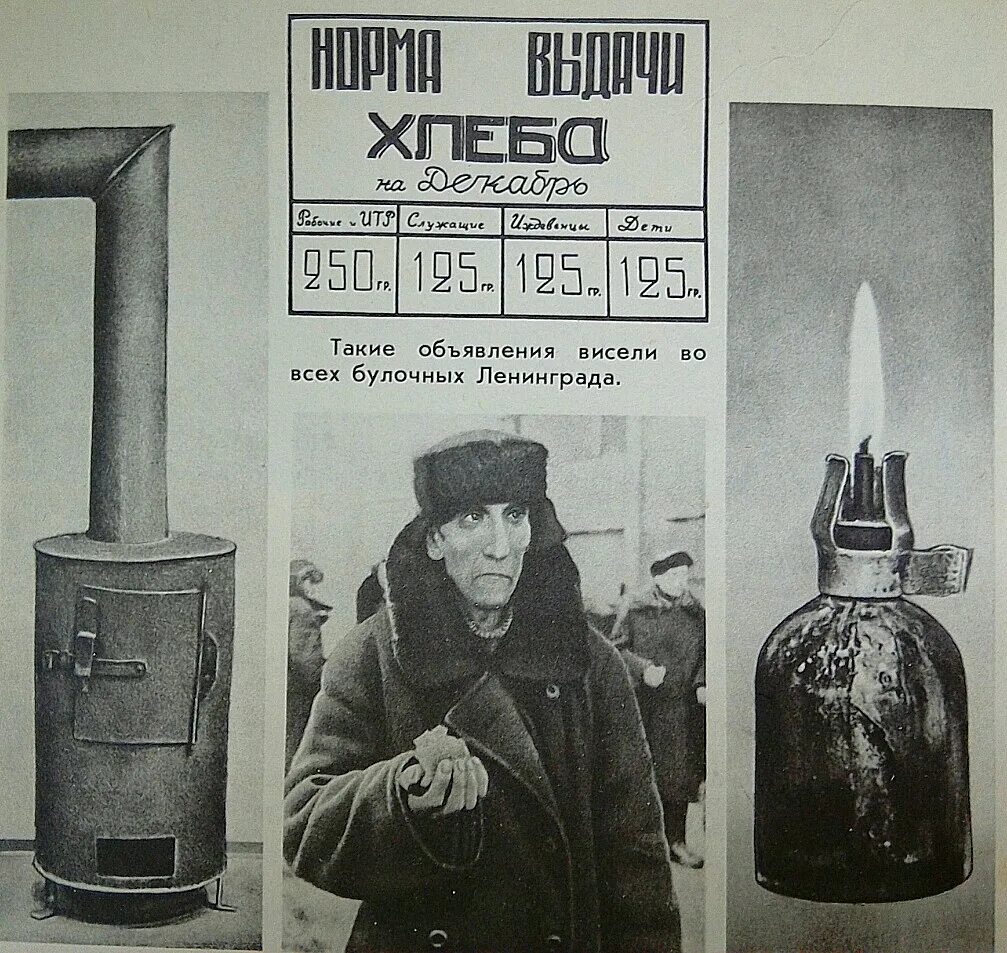 НОРМА ВЫДАЧИ
ХЛЕБА
на Декабрь
Рабочие и ИТР Служащие Иждевенцы Дети
250 гр. 125 гр. 125 гр. 125 гр.
Такие объявления висели во
всех булочных Ленинграда.